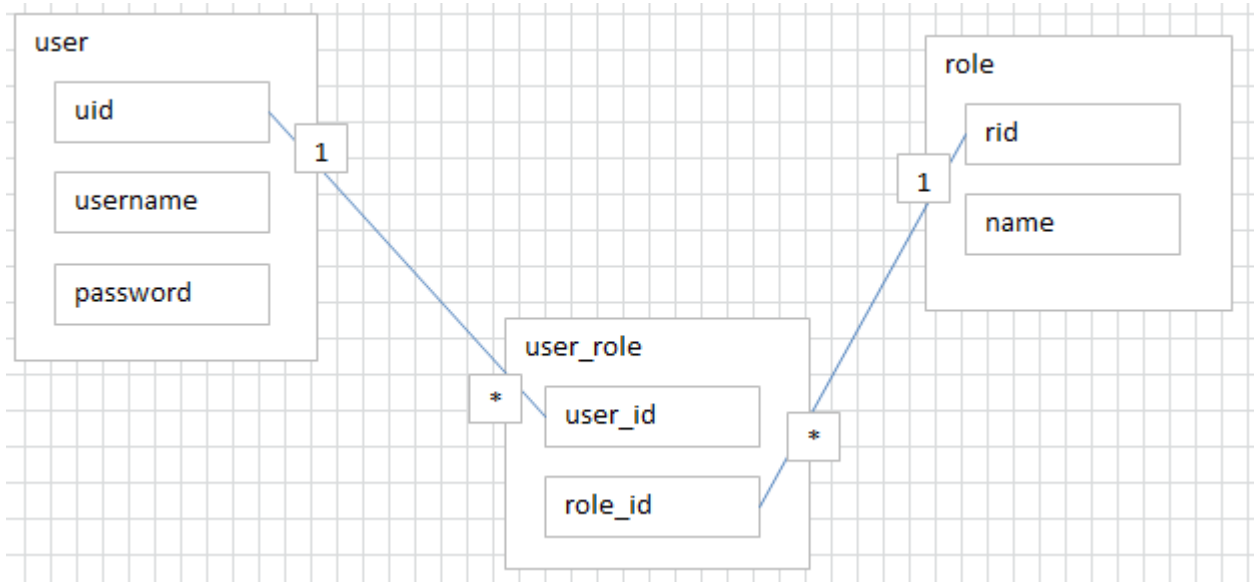 user
uid
username
password
1
*
user_role
user_id
role_id
*
1
role
rid
name